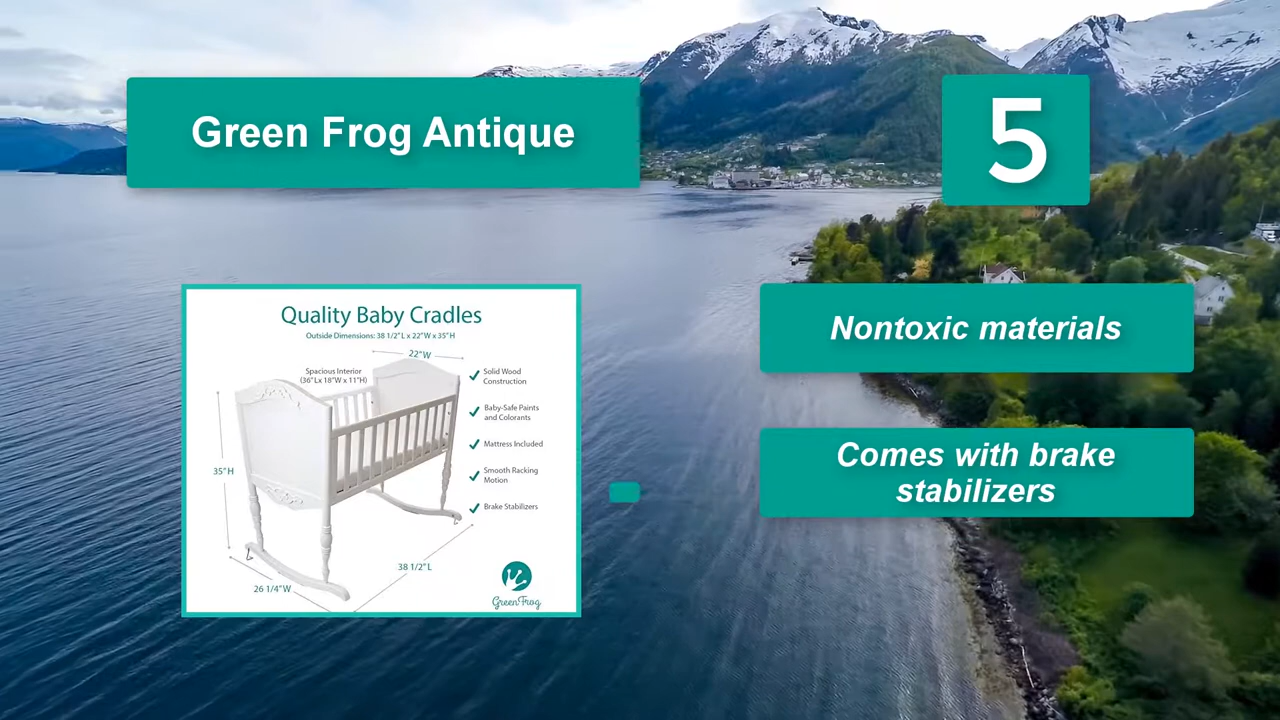 Green Frog Antique
5
Quality Baby Cradles
Outside Dimensions: 38 1/2" L x 22" W x 35" H
22" W
Spacious Interior
(36" Lx 18"W x 11"H)
Solid Wood
Construction
Baby-Safe Paints
and Colorants
Mattress Included
35" H
Smooth Racking
Motion
Brake Stabilizers
38 1/2" L
26 1/4" W
GreenFrog
Nontoxic materials
Comes with brake
stabilizers